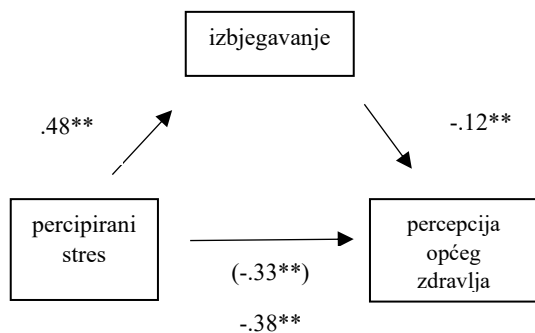 izbjegavanje
.48**
-.12**
percipirani
stres
percepcija
općeg
zdravlja
(-.33**)
-.38**